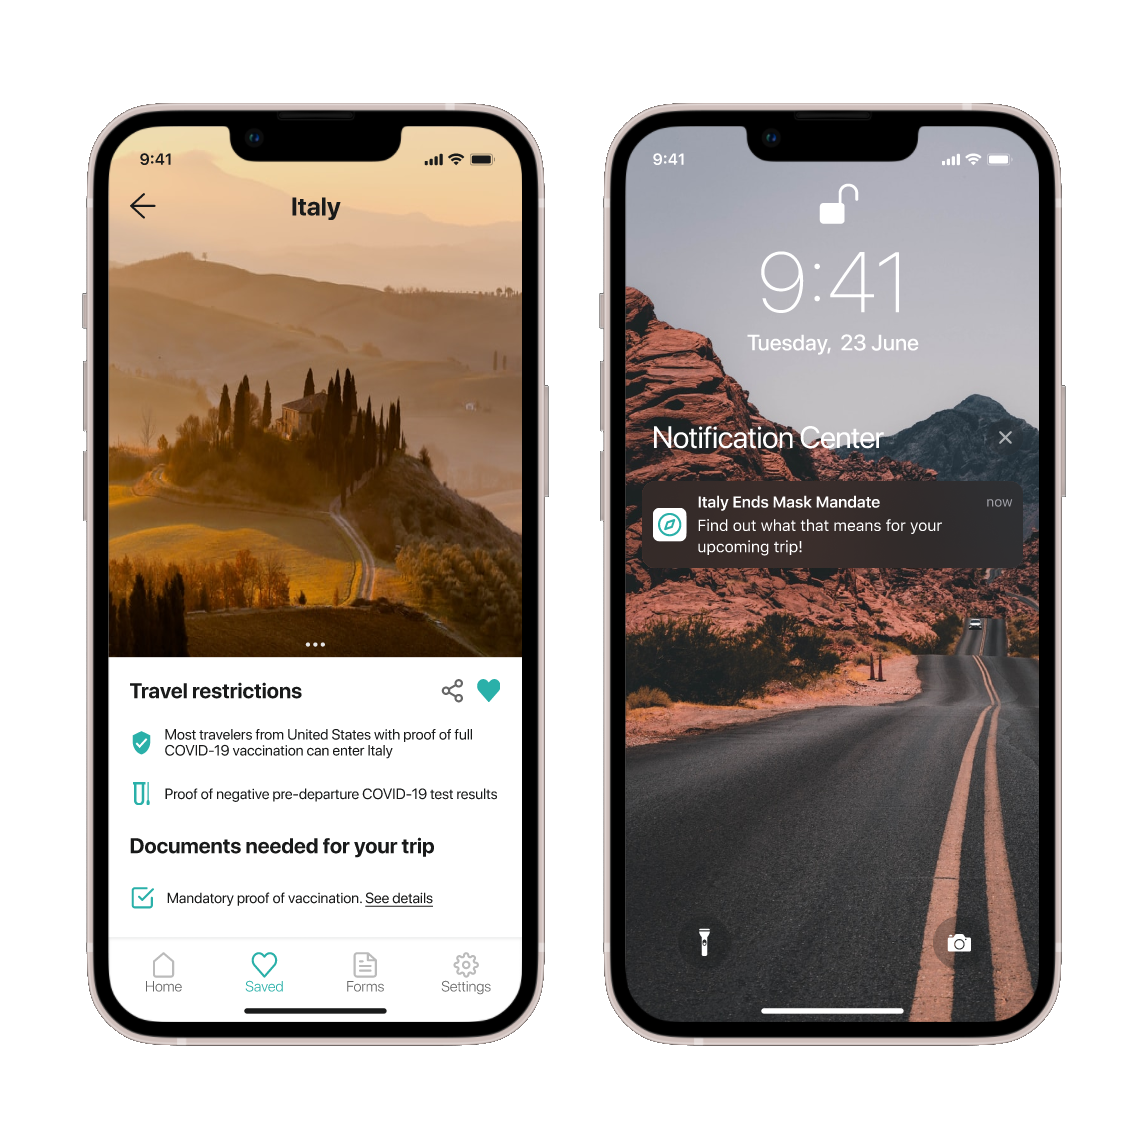 9:41
Italy
Travel restrictions
Most travelers from United States with proof of full
COVID-19 vaccination can enter Italy
Proof of negative pre-departure COVID-19 test results
Documents needed for your trip
Mandatory proof of vaccination. See details
Home
Saved
Forms
Settings
9:41
9:41
Tuesday, 23 June
Notification Center
Italy Ends Mask Mandate
now
Find out what that means for your
upcoming trip!